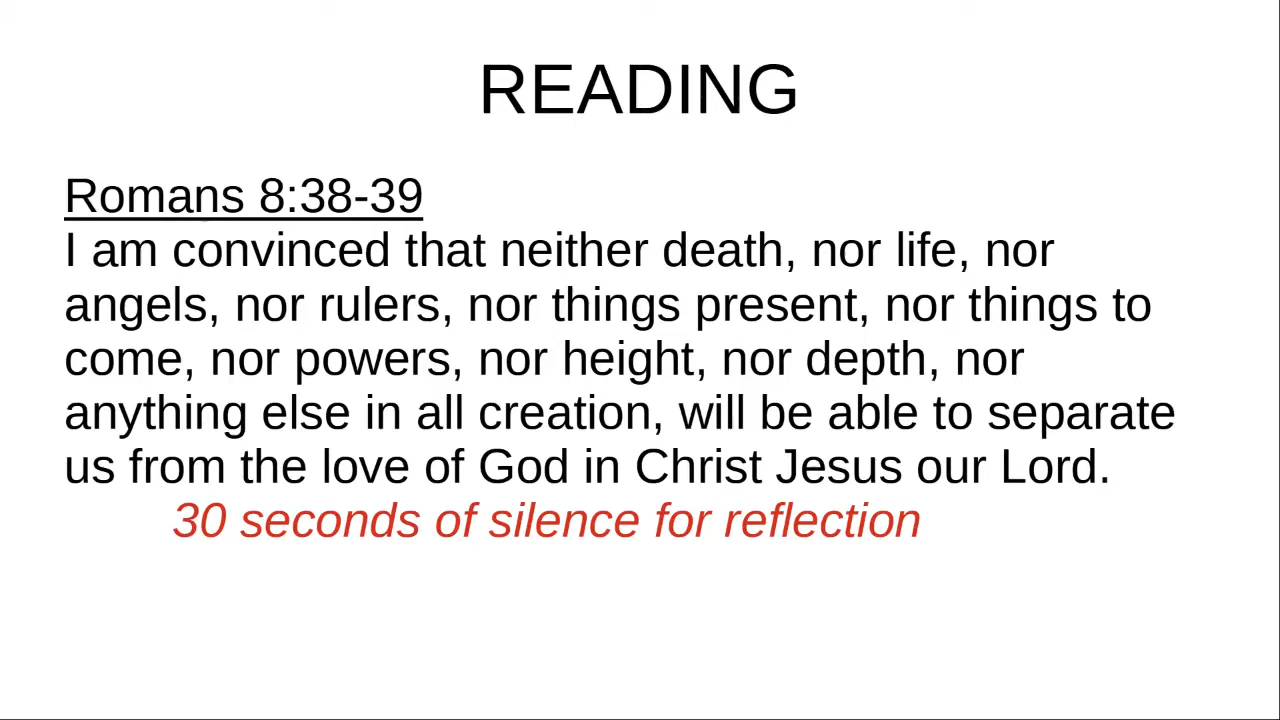 READING
Romans 8:38-39
I am convinced that neither death, nor life, nor
angels, nor rulers, nor things present, nor things to
come, nor powers, nor height, nor depth, nor
anything else in all creation, will be able to separate
us from the love of God in Christ Jesus our Lord.
30 seconds of silence for reflection